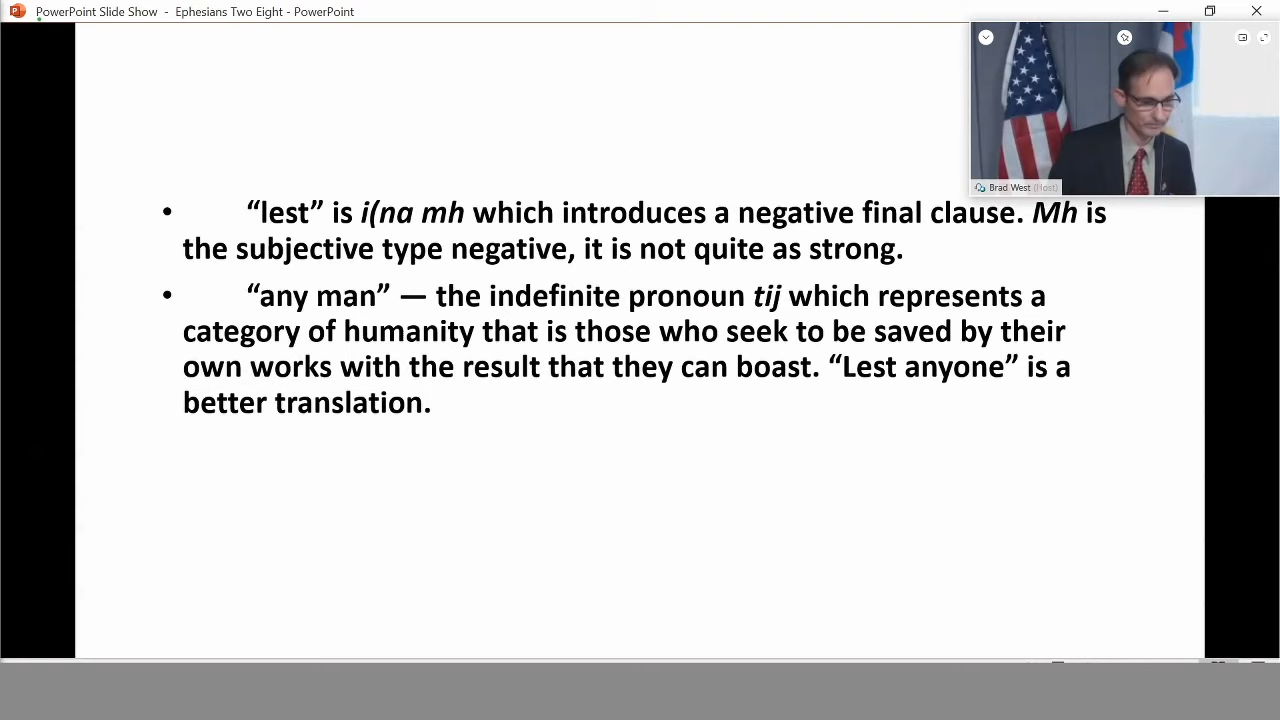 PowerPoint Slide Show - Ephesians Two Eight - PowerPoint
Brad West (Host)
• “lest” is i(na mh which introduces a negative final clause. Mh is
the subjective type negative, it is not quite as strong.
• “any man” — the indefinite pronoun tij which represents a
category of humanity that is those who seek to be saved by their
own works with the result that they can boast. “Lest anyone” is a
better translation.